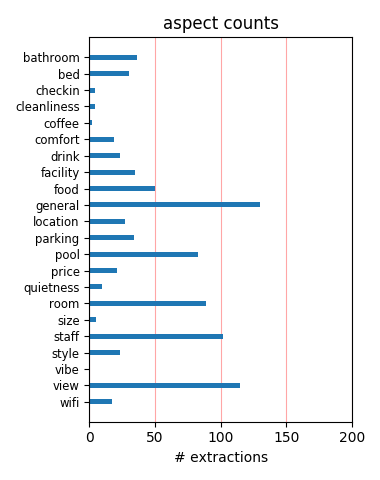 aspect counts
bathroom
bed
checkin
cleanliness
coffee
comfort
drink
facility
food
general
location
parking
pool
price
quietness
room
size
staff
style
vibe
view
wifi
0 50 100 150 200
# extractions